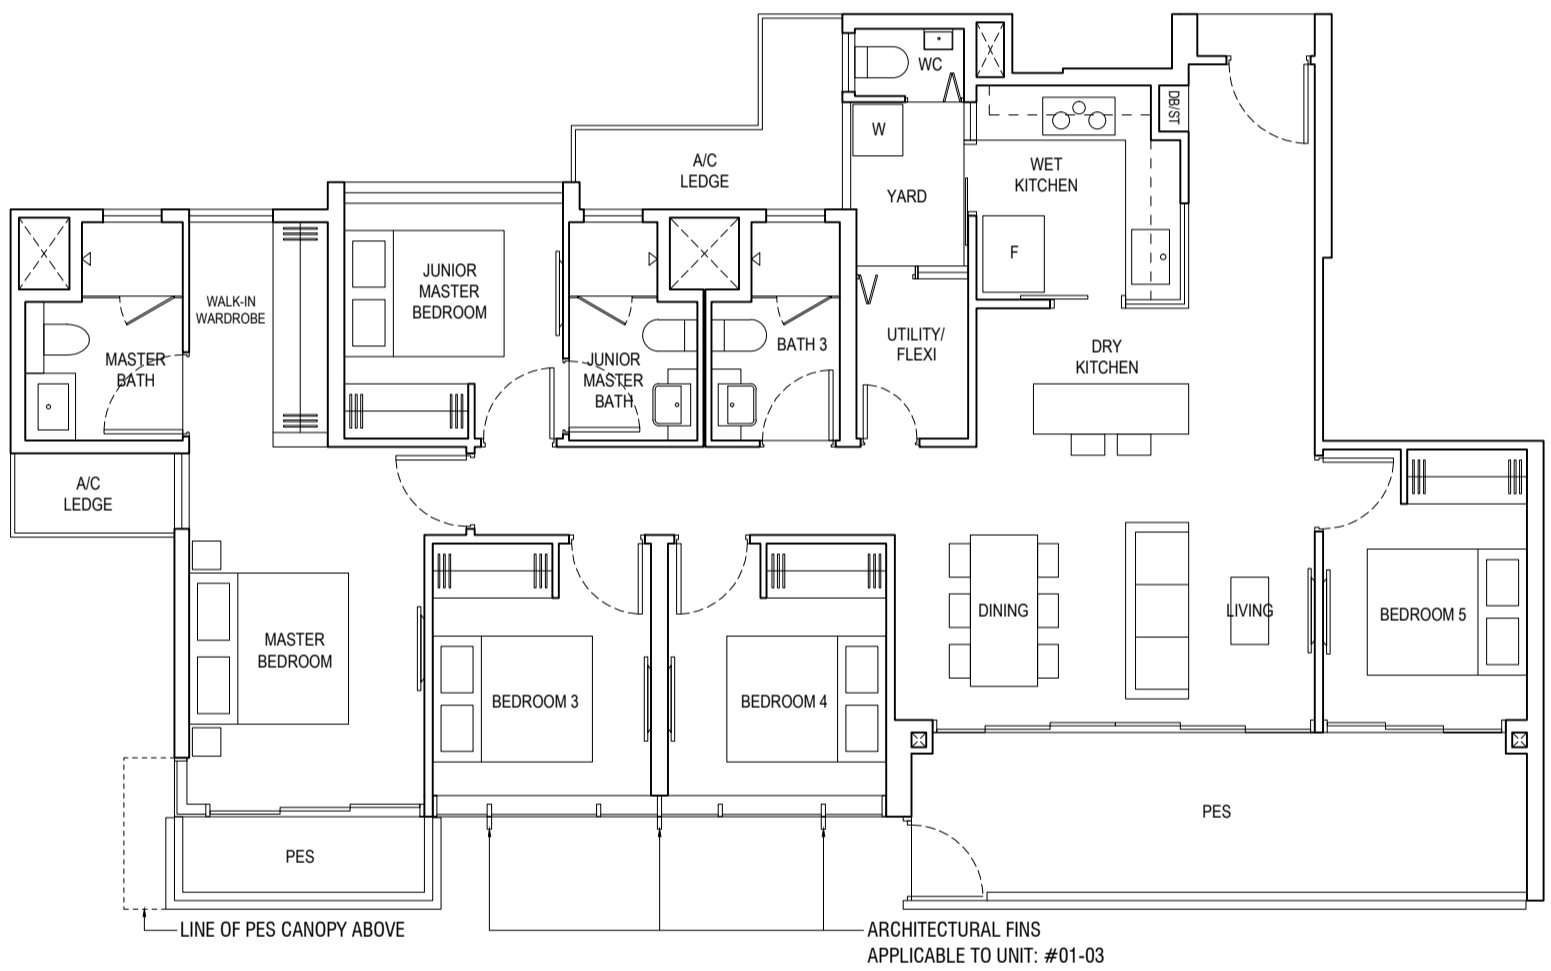 WC
DB/ST
W
A/C
LEDGE
WET
KITCHEN
YARD
F
JUNIOR
MASTER
BEDROOM
WALK-IN
WARDROBE
MASTER
BATH
JUNIOR
MASTER
BATH
BATH 3
UTILITY/
FLEXI
DRY
KITCHEN
A/C
LEDGE
MASTER
BEDROOM
BEDROOM 3
BEDROOM 4
DINING
LIVING
BEDROOM 5
PES
PES
LINE OF PES CANOPY ABOVE
ARCHITECTURAL FINS
APPLICABLE TO UNIT: #01-03